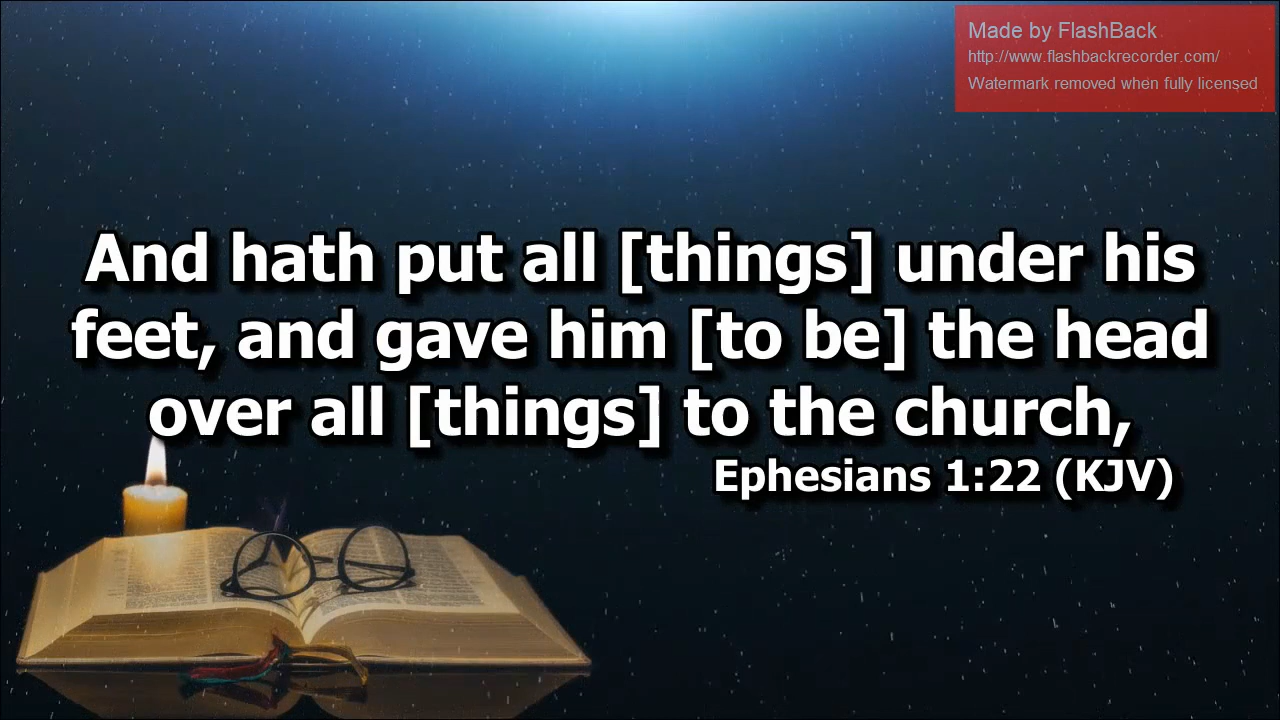 Made by FlashBack
http://www.flashbackrecorder.com/
Watermark removed when fully licensed
And hath put all [things] under his
feet, and gave him [to be] the head
over all [things] to the church,
Ephesians 1:22 (KJV)